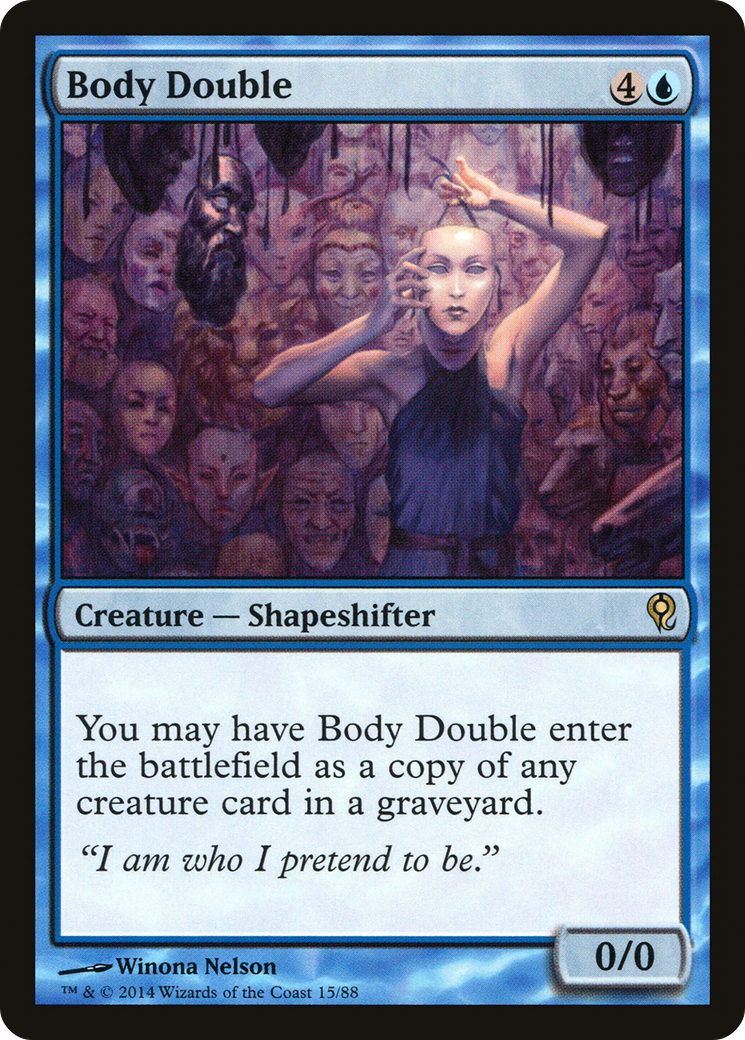 Body Double 4
Creature — Shapeshifter
You may have Body Double enter
the battlefield as a copy of any
creature card in a graveyard.
“I am who I pretend to be.”
0/0
Winona Nelson
™ & © 2014 Wizards of the Coast 15/88